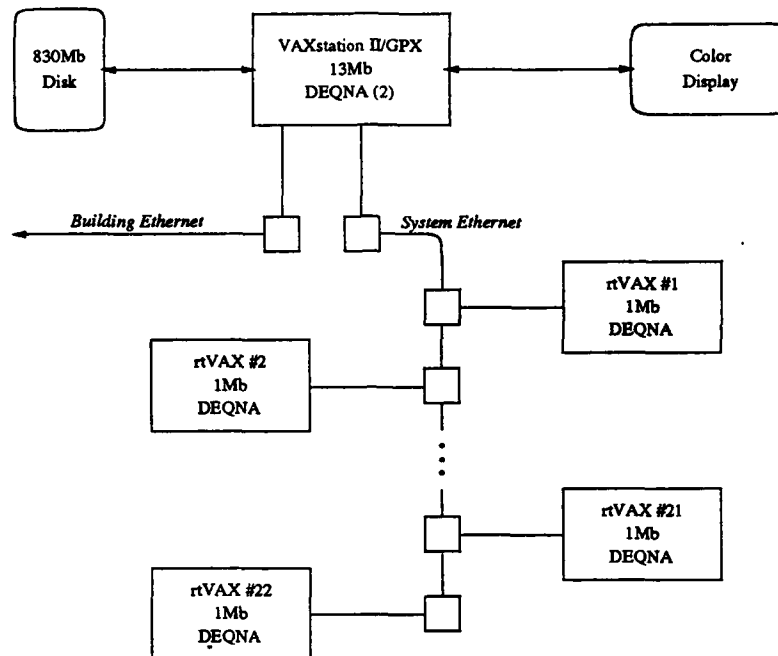 830Mb
Disk
VAXstation II/GPX
13Mb
DEQNA (2)
Color
Display
Building Ethernet
System Ethernet
rtVAX #1
1Mb
DEQNA
rtVAX #2
1Mb
DEQNA
rtVAX #21
1Mb
DEQNA
rtVAX #22
1Mb
DEQNA